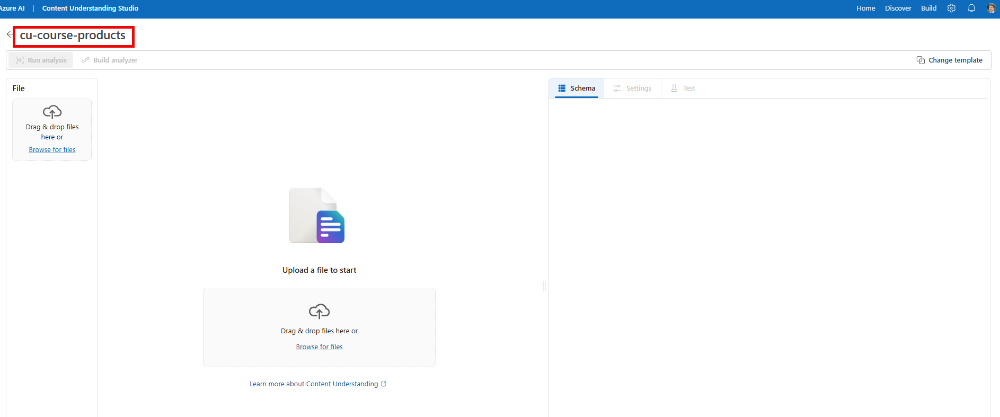 Azure AI | Content Understanding Studio
Home Discover Build
cu-course-products
Run analysis Build analyzer
Change template
File
Drag & drop files
here or
Browse for files
Upload a file to start
Drag & drop files here or
Browse for files
Learn more about Content Understanding
Schema Settings Test